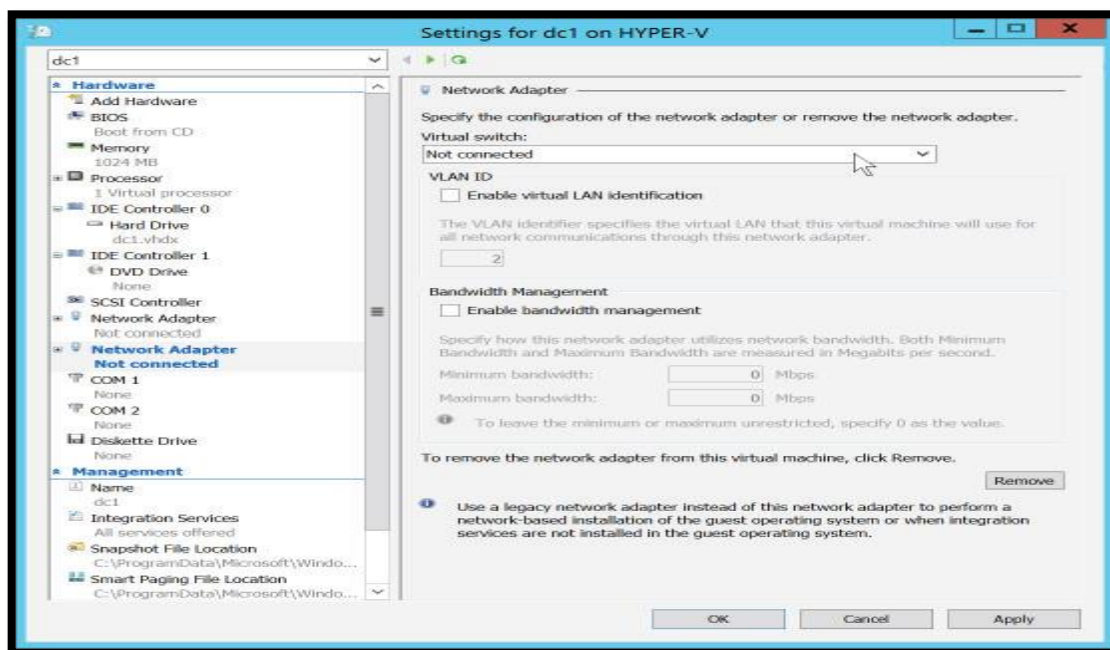 Settings for dc1 on HYPER-V
dc1
Hardware
Add Hardware
BIOS
Boot from CD
Memory
1024 MB
Processor
1 Virtual processor
IDE Controller 0
Hard Drive
dc1.vhdx
IDE Controller 1
DVD Drive
None
SCSI Controller
Network Adapter
Not connected
Network Adapter
Not connected
COM 1
None
COM 2
None
Diskette Drive
None
Management
Name
dc1
Integration Services
All services offered
Snapshot File Location
C:\ProgramData\Microsoft\Windo...
Smart Paging File Location
C:\ProgramData\Microsoft\Windo...
Network Adapter
Specify the configuration of the network adapter or remove the network adapter.
Virtual switch:
Not connected
VLAN ID
Enable virtual LAN identification
The VLAN identifier specifies the virtual LAN that this virtual machine will use for
all network communications through this network adapter.
2
Bandwidth Management
Enable bandwidth management
Specify how this network adapter utilizes network bandwidth. Both Minimum
Bandwidth and Maximum Bandwidth are measured in Megabits per second.
Minimum bandwidth: 0 Mbps
Maximum bandwidth: 0 Mbps
To leave the minimum or maximum unrestricted, specify 0 as the value.
To remove the network adapter from this virtual machine, click Remove.
Remove
Use a legacy network adapter instead of this network adapter to perform a
network-based installation of the guest operating system or when integration
services are not installed in the guest operating system.
OK Cancel Apply